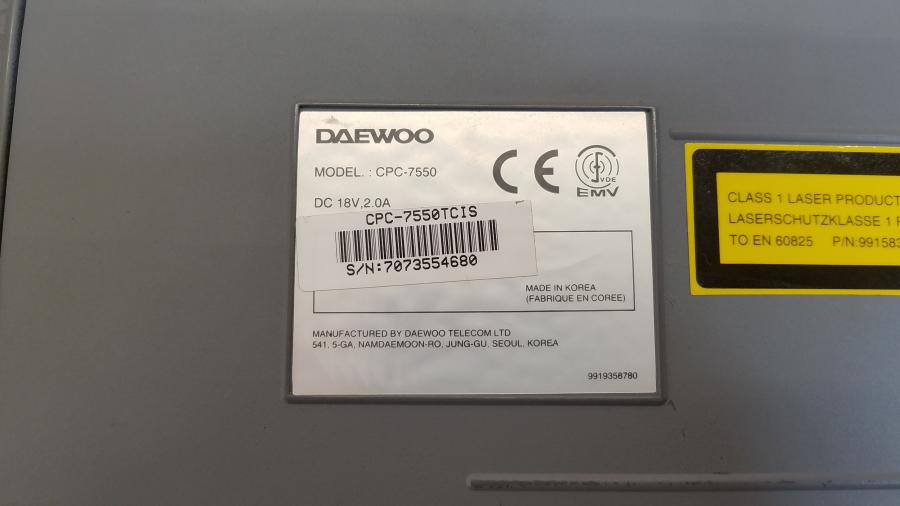 DAEWOO
MODEL. : CPC-7550
DC 18V,2.0A
CE
VDE
EMV
CPC-7550TCIS
S/N:7073554680
MADE IN KOREA
(FABRIQUE EN COREE)
MANUFACTURED BY DAEWOO TELECOM LTD
541, 5-GA, NAMDAEMOON-RO, JUNG-GU, SEOUL, KOREA
9919358780
CLASS 1 LASER PRODUCT
LASERSCHUTZKLASSE 1
TO EN 60825 P/N:991583